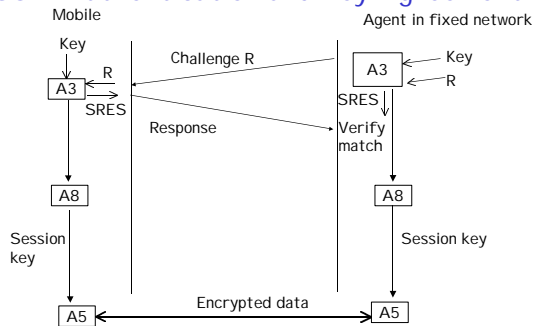 Mobile
Agent in fixed network
Key
Challenge R
Key
R
A3
A3
R
SRES
SRES
Response
Verify
match
A8
A8
Session
key
Session key
Encrypted data
A5
A5